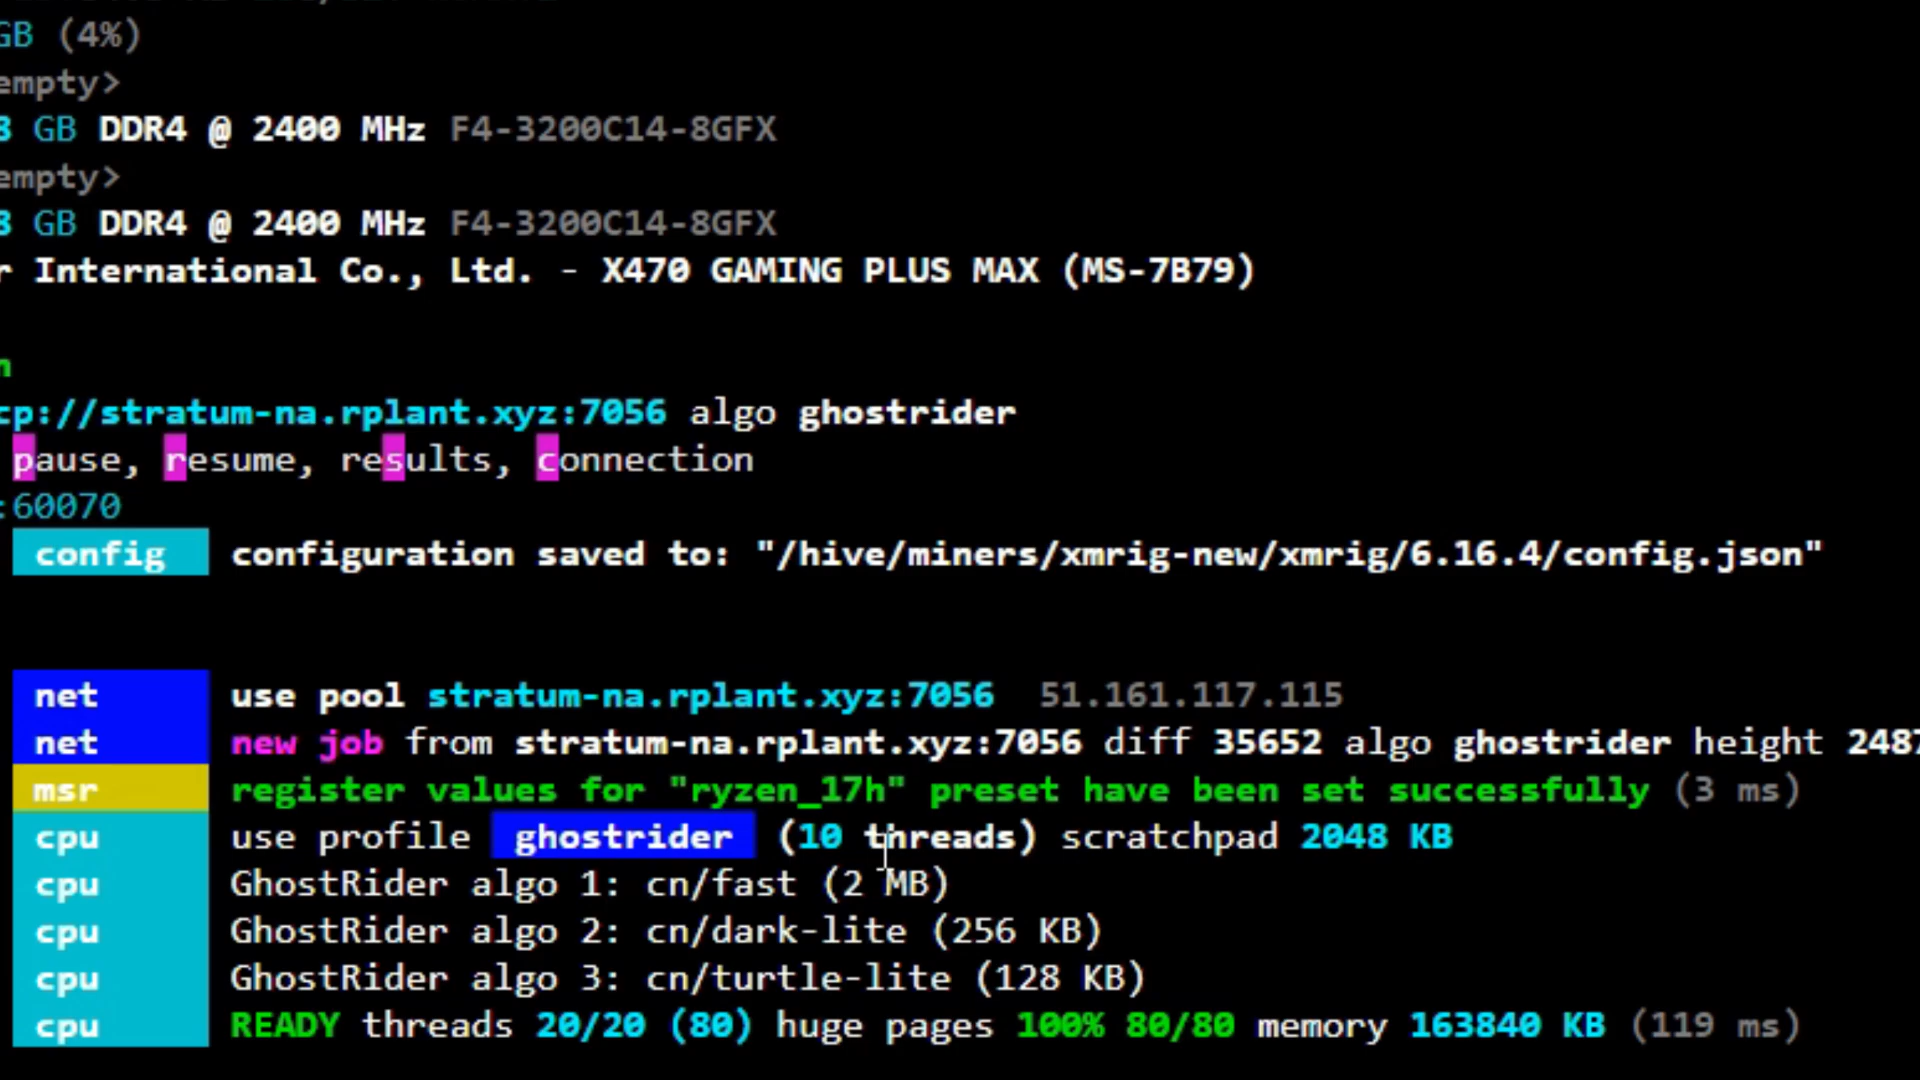 GB (4%)
empty>
8 GB DDR4 @ 2400 MHz F4-3200C14-8GFX
empty>
8 GB DDR4 @ 2400 MHz F4-3200C14-8GFX
r International Co., Ltd. - X470 GAMING PLUS MAX (MS-7B79)
n
cp://stratum-na.rplant.xyz:7056 algo ghostrider
pause, resume, results, connection
:60070
config configuration saved to: "/hive/miners/xmrig-new/xmrig/6.16.4/config.json"
net use pool stratum-na.rplant.xyz:7056 51.161.117.115
net new job from stratum-na.rplant.xyz:7056 diff 35652 algo ghostrider height 2487
msr register values for "ryzen_17h" preset have been set successfully (3 ms)
cpu use profile ghostrider (10 threads) scratchpad 2048 KB
cpu GhostRider algo 1: cn/fast (2 MB)
cpu GhostRider algo 2: cn/dark-lite (256 KB)
cpu GhostRider algo 3: cn/turtle-lite (128 KB)
cpu READY threads 20/20 (80) huge pages 100% 80/80 memory 163840 KB (119 ms)